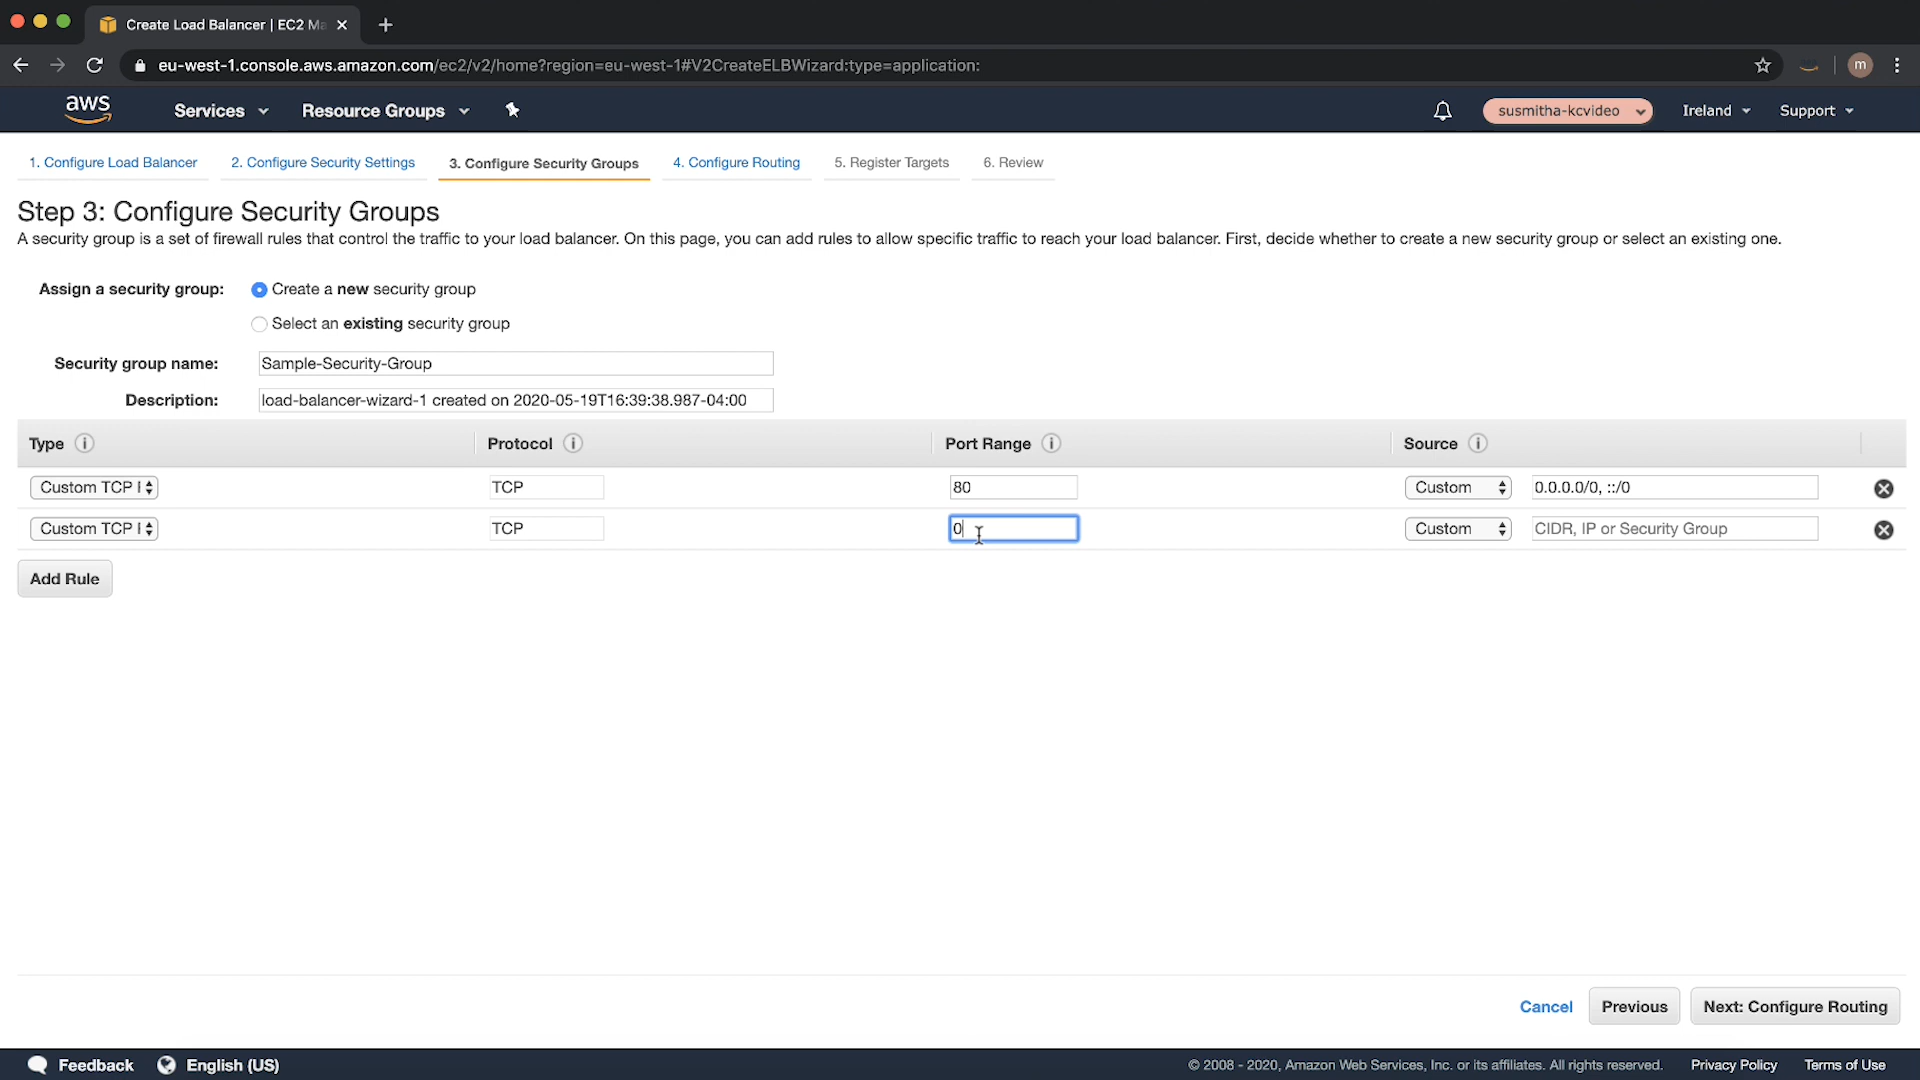 Create Load Balancer | EC2 Ma
eu-west-1.console.aws.amazon.com/ec2/v2/home?region=eu-west-1#V2CreateELBWizard:type=application:
m
aws
Services
Resource Groups
susmitha-kcvideo
Ireland
Support
1. Configure Load Balancer
2. Configure Security Settings
3. Configure Security Groups
4. Configure Routing
5. Register Targets
6. Review
Step 3: Configure Security Groups
A security group is a set of firewall rules that control the traffic to your load balancer. On this page, you can add rules to allow specific traffic to reach your load balancer. First, decide whether to create a new security group or select an existing one.
Assign a security group:
Create a new security group
Select an existing security group
Security group name:
Sample-Security-Group
Description:
load-balancer-wizard-1 created on 2020-05-19T16:39:38.987-04:00
Type
Protocol
Port Range
Source
Custom TCP
TCP
80
Custom
0.0.0.0/0, ::/0
Custom TCP
TCP
0
Custom
CIDR, IP or Security Group
Add Rule
Cancel
Previous
Next: Configure Routing
Feedback
English (US)
© 2008 - 2020, Amazon Web Services, Inc. or its affiliates. All rights reserved.
Privacy Policy
Terms of Use